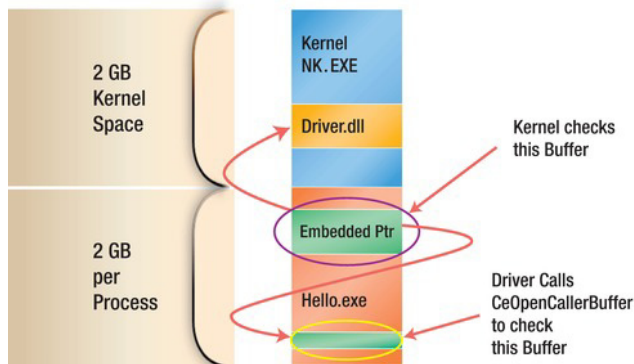 2 GB
Kernel
Space
2 GB
per
Process
Kernel
NK.EXE
Driver.dll
Embedded Ptr
Hello.exe
Kernel checks
this Buffer
Driver Calls
CeOpenCallerBuffer
to check
this Buffer